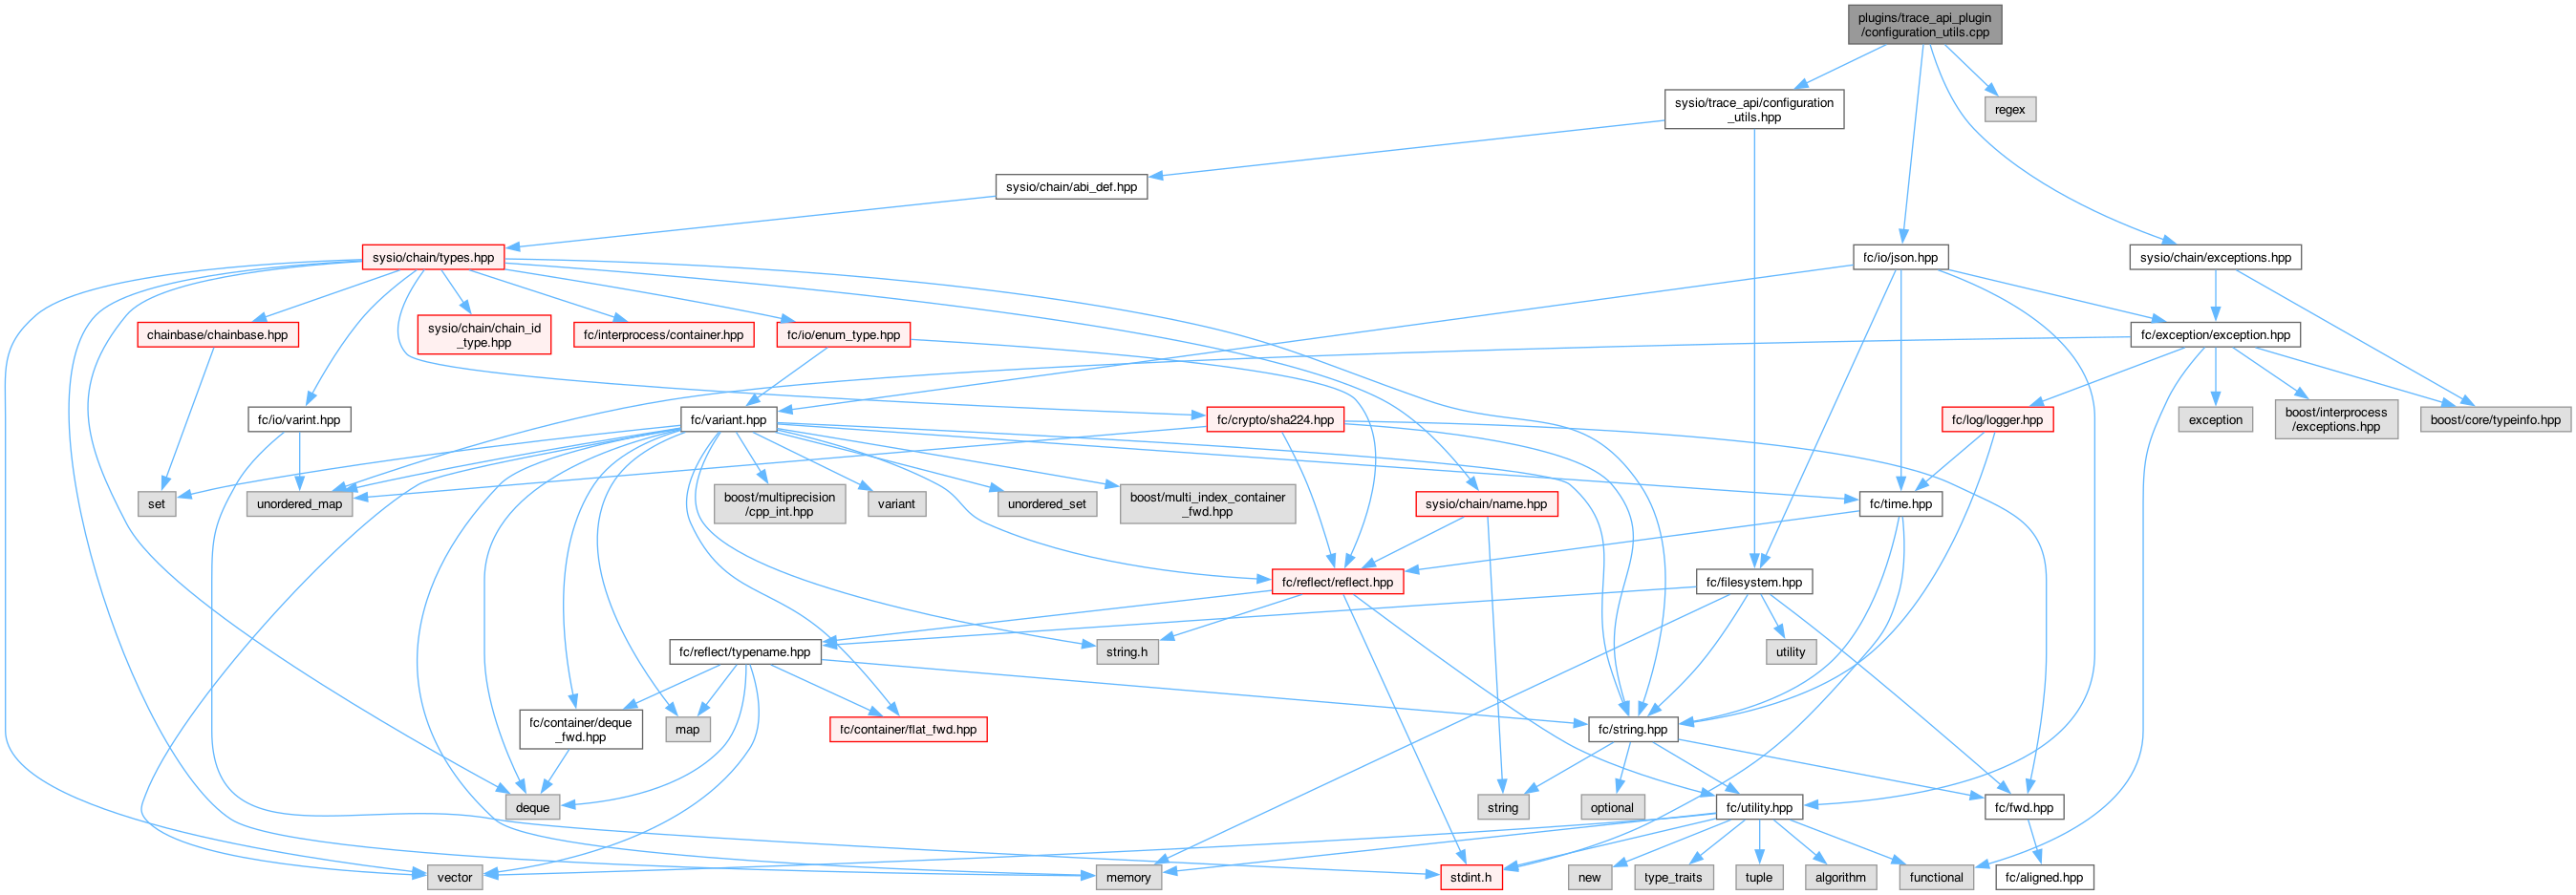 plugins/trace_api_plugin
/configuration_utils.cpp
sysio/trace_api/configuration
_utils.hpp
regex
sysio/chain/abi_def.hpp
sysio/chain/types.hpp
fc/io/json.hpp
sysio/chain/exceptions.hpp
chainbase/chainbase.hpp
sysio/chain/chain_id
_type.hpp
fc/interprocess/container.hpp
fc/io/enum_type.hpp
fc/exception/exception.hpp
fc/io/varint.hpp
fc/variant.hpp
fc/crypto/sha224.hpp
fc/log/logger.hpp
exception
boost/interprocess
/exceptions.hpp
boost/core/typeinfo.hpp
set
unordered_map
boost/multiprecision
/cpp_int.hpp
variant
unordered_set
boost/multi_index_container
_fwd.hpp
sysio/chain/name.hpp
fc/time.hpp
fc/reflect/reflect.hpp
fc/filesystem.hpp
fc/reflect/typename.hpp
string.h
utility
fc/container/deque
_fwd.hpp
map
fc/container/flat_fwd.hpp
fc/string.hpp
deque
string
optional
fc/utility.hpp
fc/fwd.hpp
vector
memory
stdint.h
new
type_traits
tuple
algorithm
functional
fc/aligned.hpp